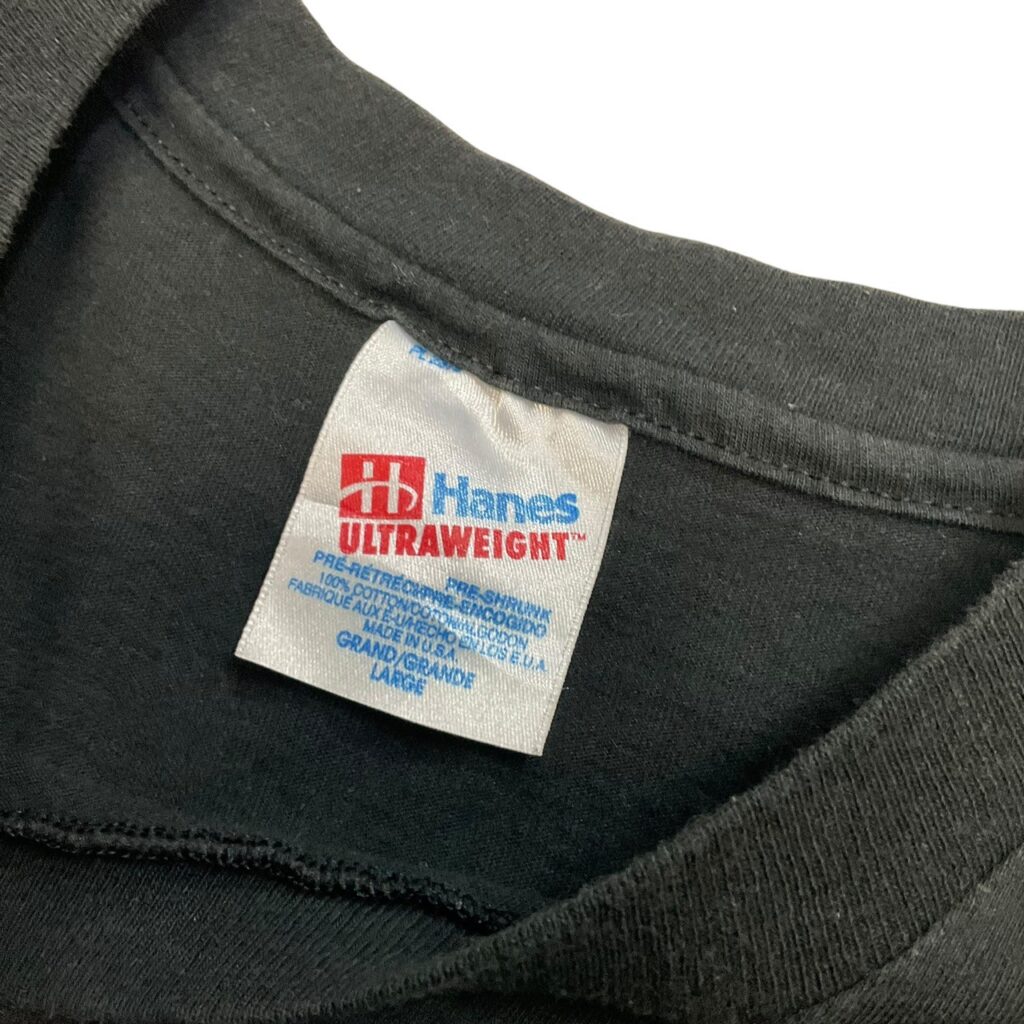 Hanes
ULTRAWEIGHT™
PRE-SHRUNK
PRÉ-RÉTRÉCI/PRE-ENCOGIDO
100% COTTON/COTON/ALGODON
FABRIQUÉ AUX E-U/HECHO EN LOS E.U.A.
MADE IN U.S.A.
GRAND/GRANDE
LARGE